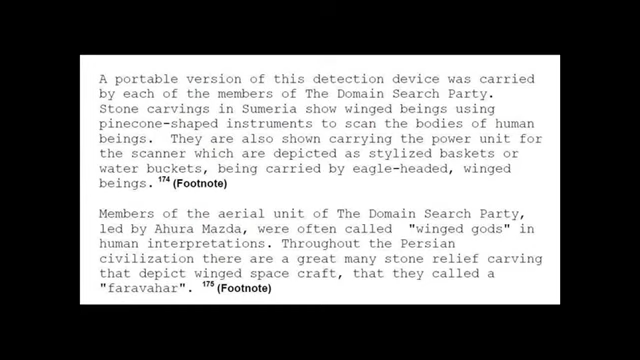 A portable version of this detection device was carried
by each of the members of The Domain Search Party.
Stone carvings in Sumeria show winged beings using
pinecone-shaped instruments to scan the bodies of human
beings. They are also shown carrying the power unit for
the scanner which are depicted as stylized baskets or
water buckets, being carried by eagle-headed, winged
beings. 174 (Footnote)
Members of the aerial unit of The Domain Search Party,
led by Ahura Mazda, were often called "winged gods" in
human interpretations. Throughout the Persian
civilization there are a great many stone relief carving
that depict winged space craft, that they called a
"faravahar". 175 (Footnote)